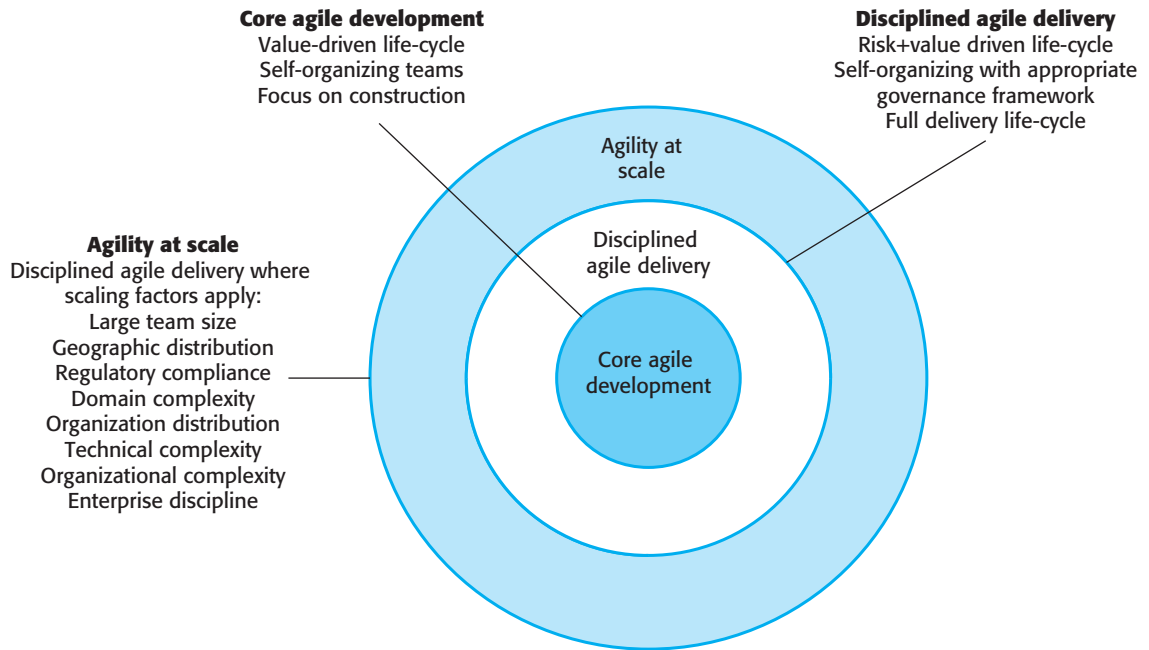 Core agile development
Value-driven life-cycle
Self-organizing teams
Focus on construction
Disciplined agile delivery
Risk+value driven life-cycle
Self-organizing with appropriate
governance framework
Full delivery life-cycle
Agility at scale
Disciplined agile delivery where
scaling factors apply:
Large team size
Geographic distribution
Regulatory compliance
Domain complexity
Organization distribution
Technical complexity
Organizational complexity
Enterprise discipline
Agility at
scale
Disciplined
agile delivery
Core agile
development